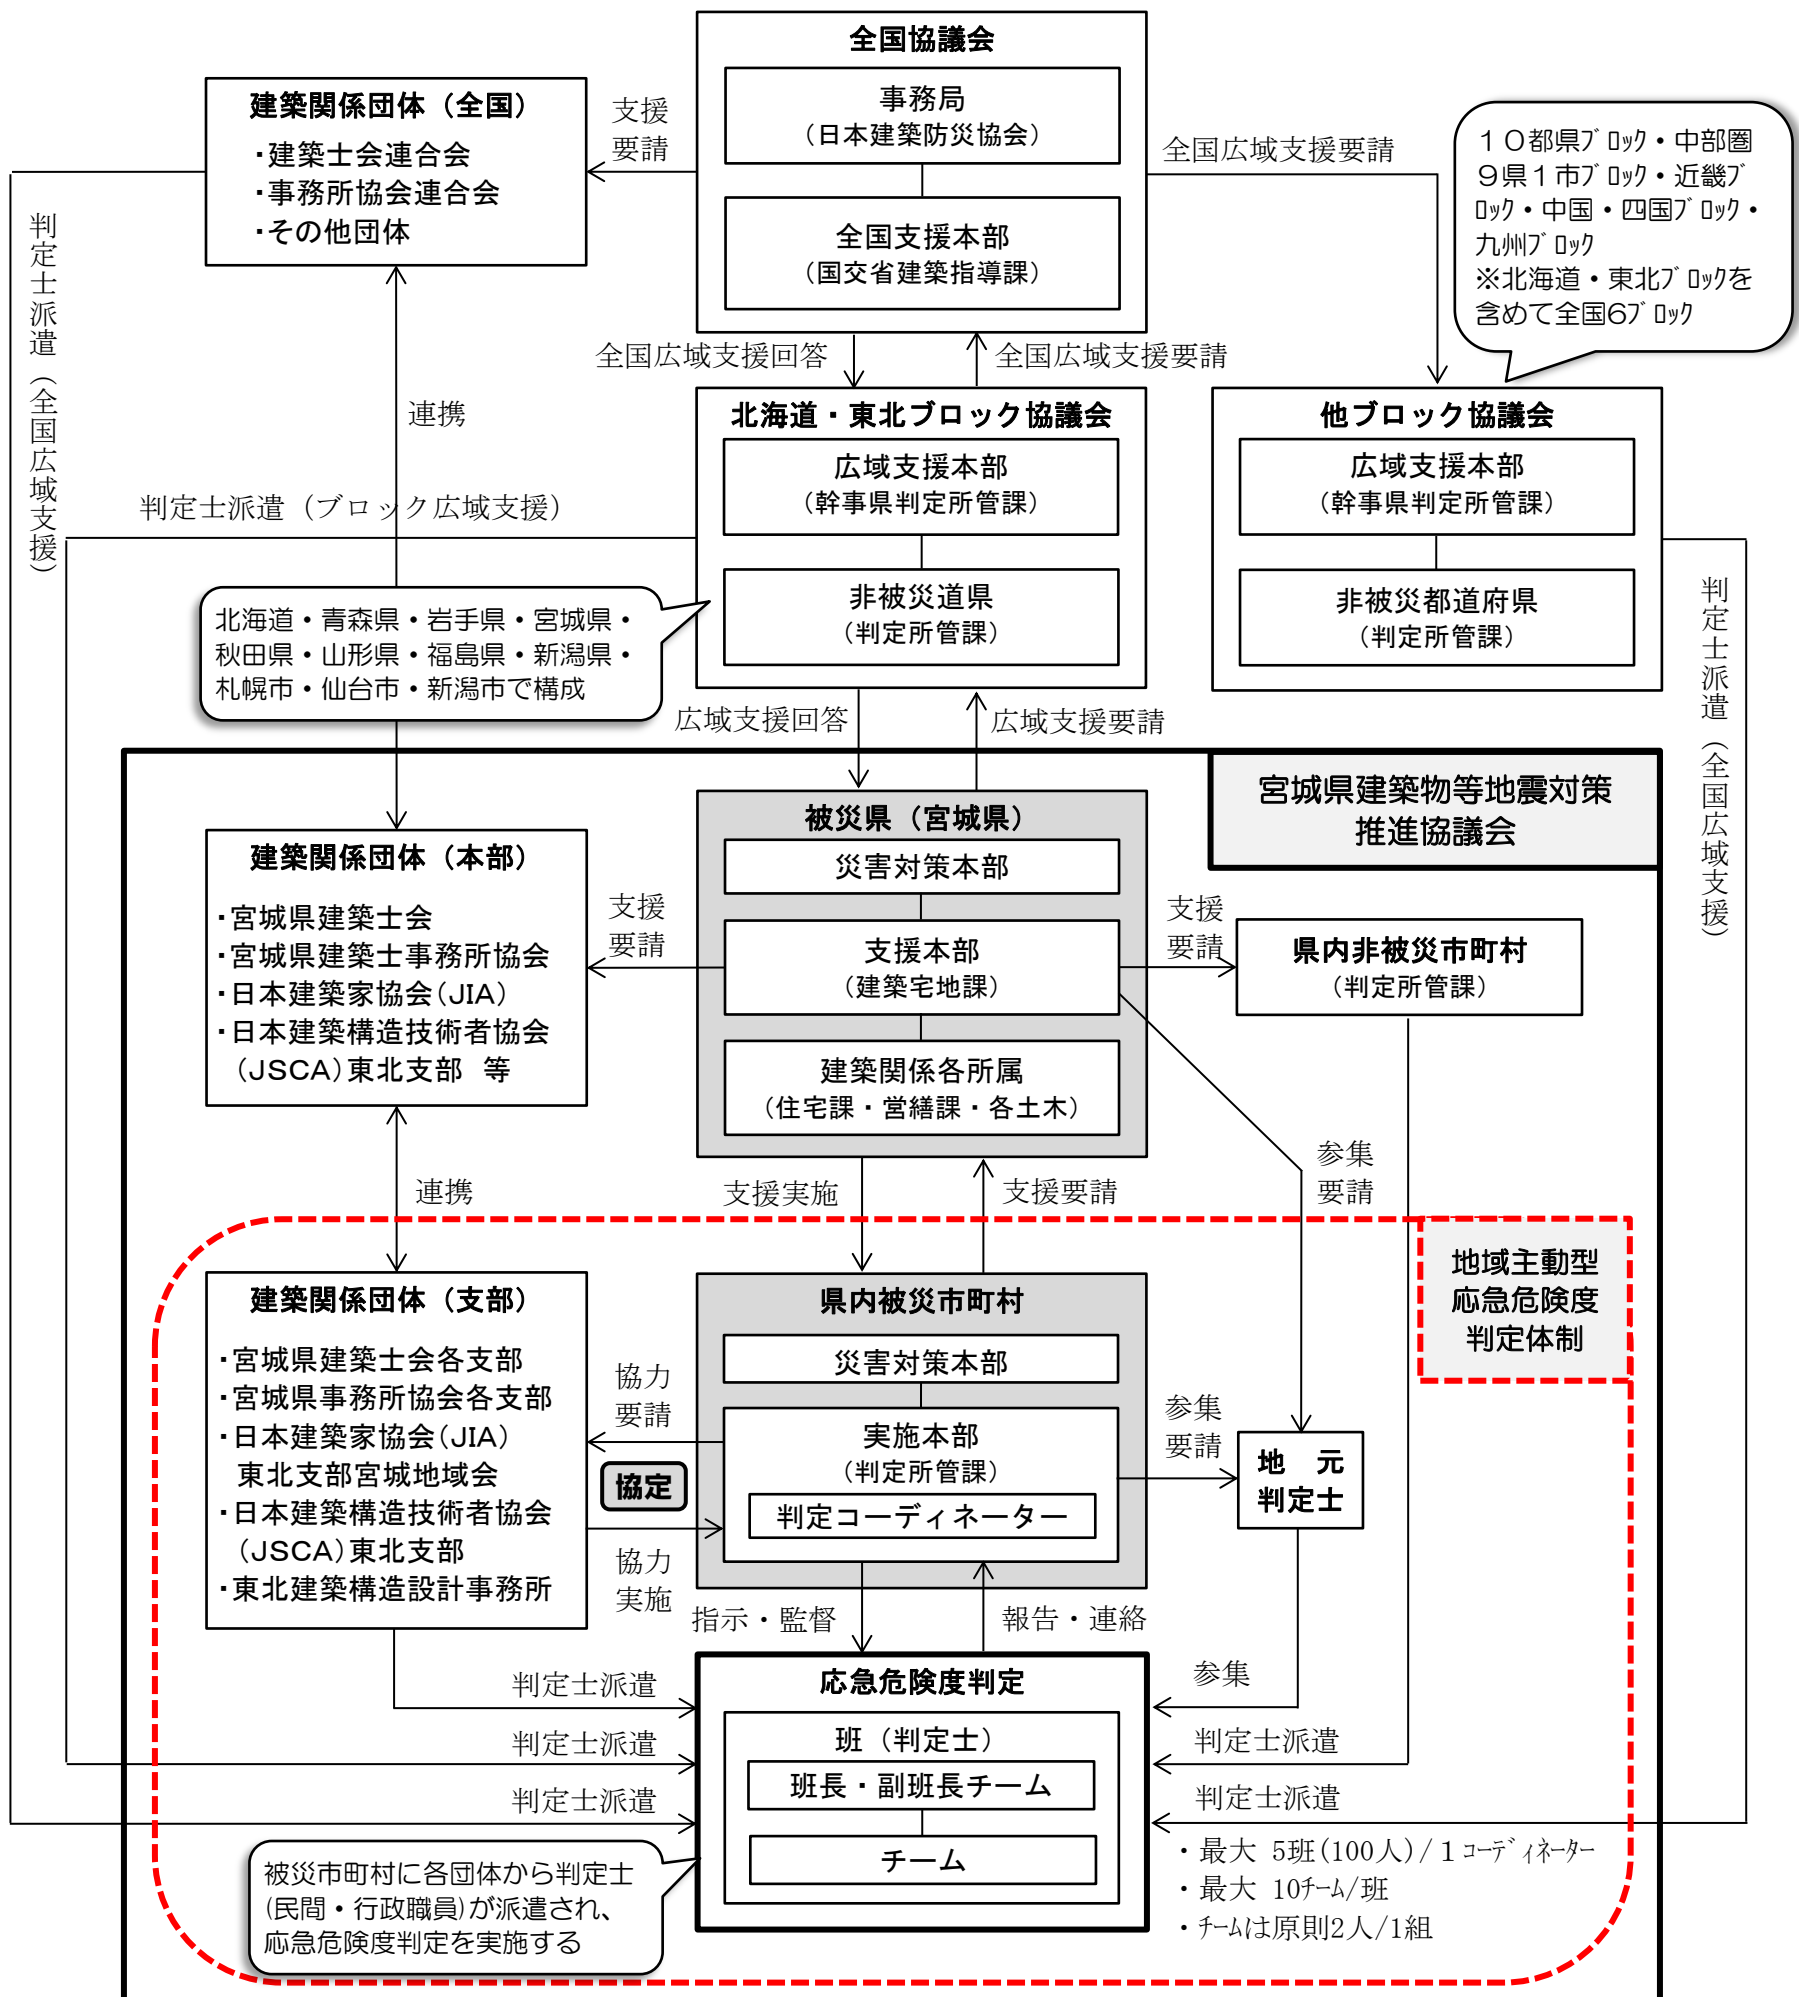 全国協議会
事務局
（日本建築防災協会）
全国支援本部
（国交省建築指導課）
建築関係団体（全国）
・建築士会連合会
・事務所協会連合会
・その他団体
支援
要請
全国広域支援要請
１０都県ﾌﾞﾛｯｸ・中部圏
９県１市ﾌﾞﾛｯｸ・近畿ﾌﾞ
ﾛｯｸ・中国・四国ﾌﾞﾛｯｸ・
九州ﾌﾞﾛｯｸ
※北海道・東北ﾌﾞﾛｯｸを
含めて全国6ﾌﾞﾛｯｸ
判定士派遣（全国広域支援）
全国広域支援回答
全国広域支援要請
連携
北海道・東北ブロック協議会
広域支援本部
（幹事県判定所管課）
非被災道県
（判定所管課）
他ブロック協議会
広域支援本部
（幹事県判定所管課）
非被災都道府県
（判定所管課）
判定士派遣（ブロック広域支援）
北海道・青森県・岩手県・宮城県・
秋田県・山形県・福島県・新潟県・
札幌市・仙台市・新潟市で構成
判定士派遣（全国広域支援）
広域支援回答
広域支援要請
宮城県建築物等地震対策
推進協議会
被災県（宮城県）
災害対策本部
支援本部
（建築宅地課）
建築関係各所属
（住宅課・営繕課・各土木）
建築関係団体（本部）
・宮城県建築士会
・宮城県建築士事務所協会
・日本建築家協会（JIA）
・日本建築構造技術者協会
（JSCA）東北支部　等
支援
要請
支援
要請
県内非被災市町村
（判定所管課）
参集
要請
連携
支援実施
支援要請
地域主動型
応急危険度
判定体制
建築関係団体（支部）
・宮城県建築士会各支部
・宮城県事務所協会各支部
・日本建築家協会（JIA）
東北支部宮城地域会
・日本建築構造技術者協会
（JSCA）東北支部
・東北建築構造設計事務所
県内被災市町村
災害対策本部
実施本部
（判定所管課）
判定コーディネーター
協力
要請
協定
協力
実施
参集
要請
地　元
判定士
指示・監督
報告・連絡
応急危険度判定
班（判定士）
班長・副班長チーム
チーム
判定士派遣
判定士派遣
判定士派遣
参集
判定士派遣
判定士派遣
被災市町村に各団体から判定士
(民間・行政職員)が派遣され、
応急危険度判定を実施する
・最大 5班(100人)/１ｺｰﾃﾞｨﾈｰﾀｰ
・最大 10ﾁｰﾑ/班
・ﾁｰﾑは原則2人/1組